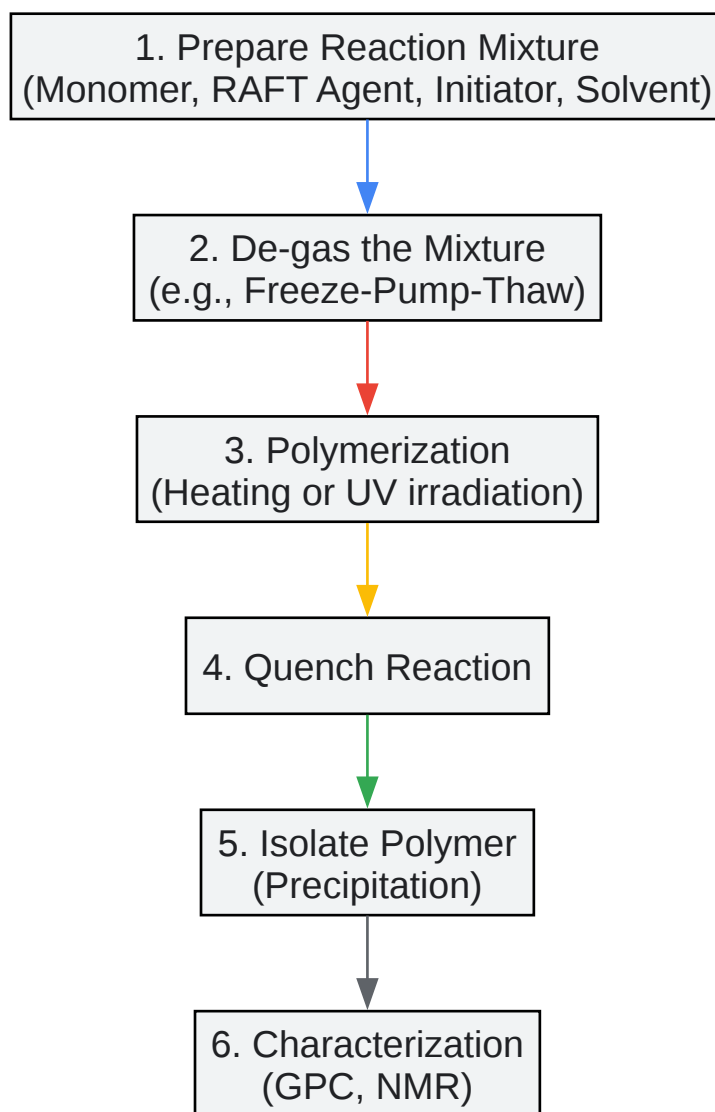 1. Prepare Reaction Mixture
(Monomer, RAFT Agent, Initiator, Solvent)
2. De-gas the Mixture
(e.g., Freeze-Pump-Thaw)
3. Polymerization
(Heating or UV irradiation)
4. Quench Reaction
5. Isolate Polymer
(Precipitation)
6. Characterization
(GPC, NMR)